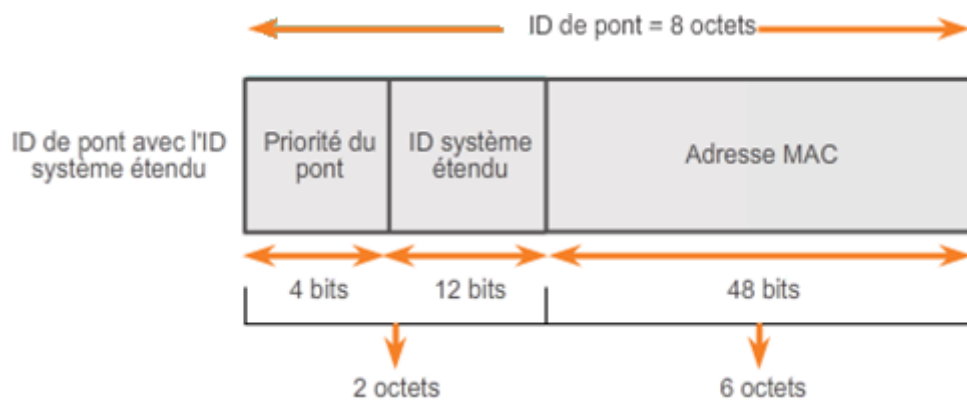 ID de pont = 8 octets
ID de pont avec l'ID
système étendu
Priorité du
pont
ID système
étendu
Adresse MAC
4 bits
12 bits
48 bits
2 octets
6 octets